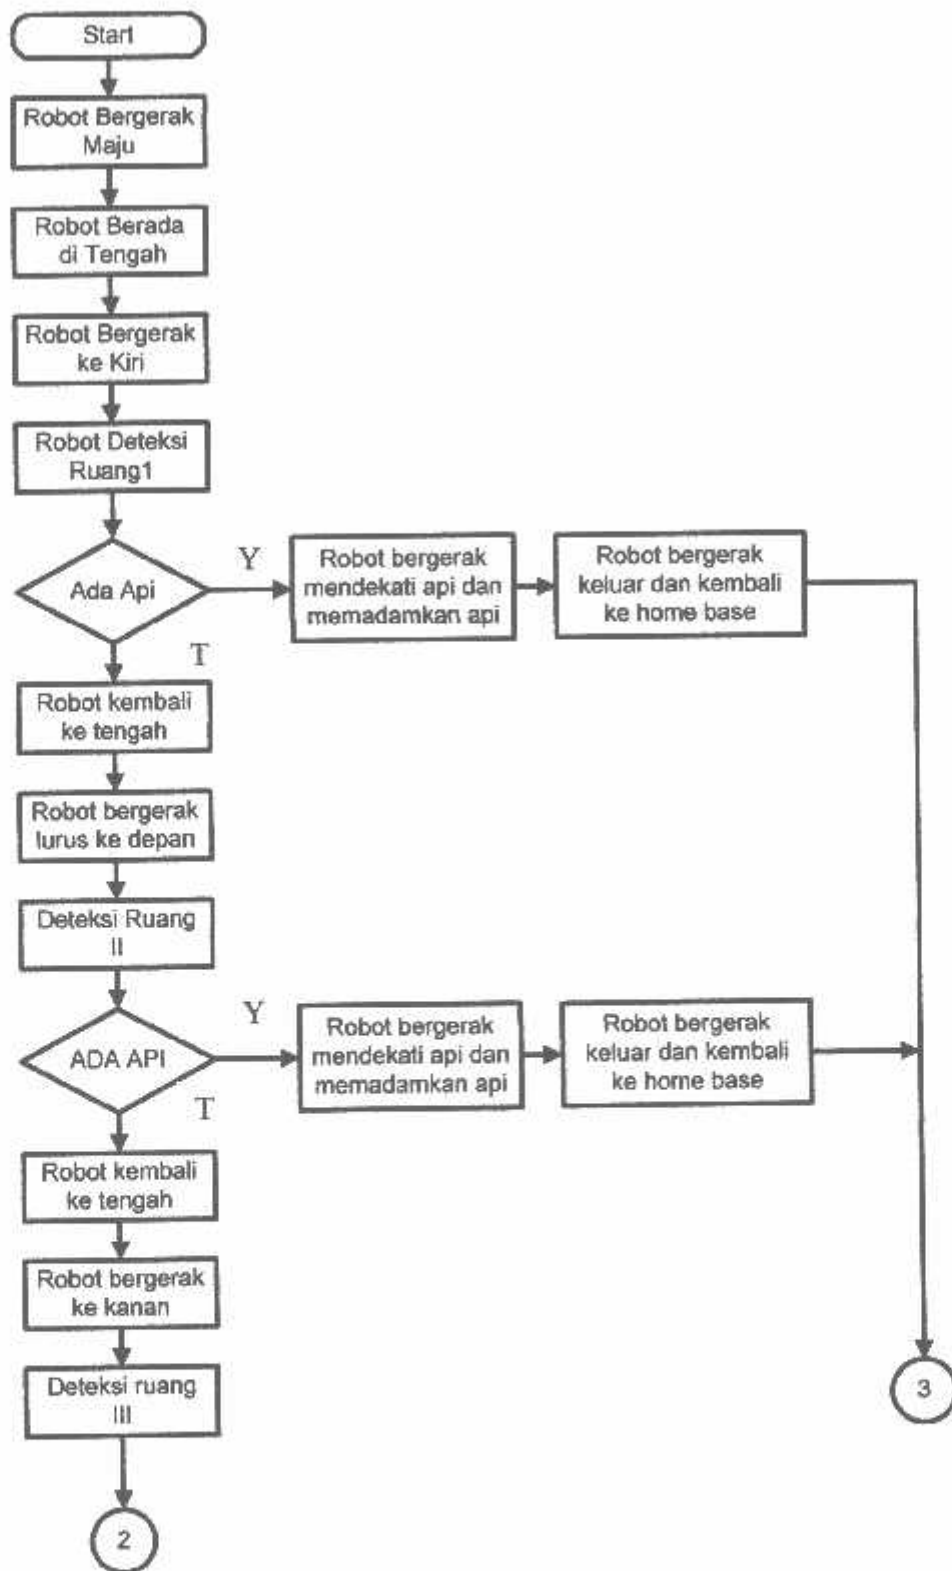 Start
Robot Bergerak
Maju
Robot Berada
di Tengah
Robot Bergerak
ke Kiri
Robot Deteksi
Ruang1
Ada Api
Y
Robot bergerak
mendekati api dan
memadamkan api
Robot bergerak
keluar dan kembali
ke home base
T
Robot kembali
ke tengah
Robot bergerak
lurus ke depan
Deteksi Ruang
II
ADA API
Y
Robot bergerak
mendekati api dan
memadamkan api
Robot bergerak
keluar dan kembali
ke home base
T
Robot kembali
ke tengah
Robot bergerak
ke kanan
Deteksi ruang
III
3
2